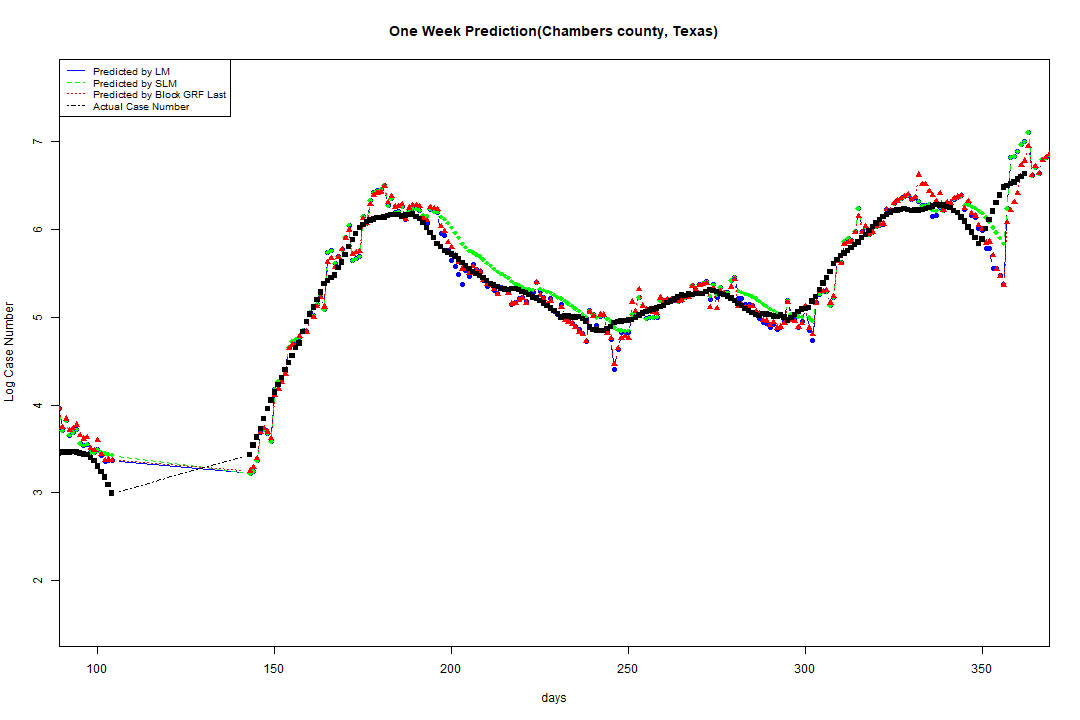 One Week Prediction(Chambers county, Texas)
Predicted by LM
Predicted by SLM
Predicted by Block GRF Last
Actual Case Number
7
6
5
4
3
2
Log Case Number
100 150 200 250 300 350
days